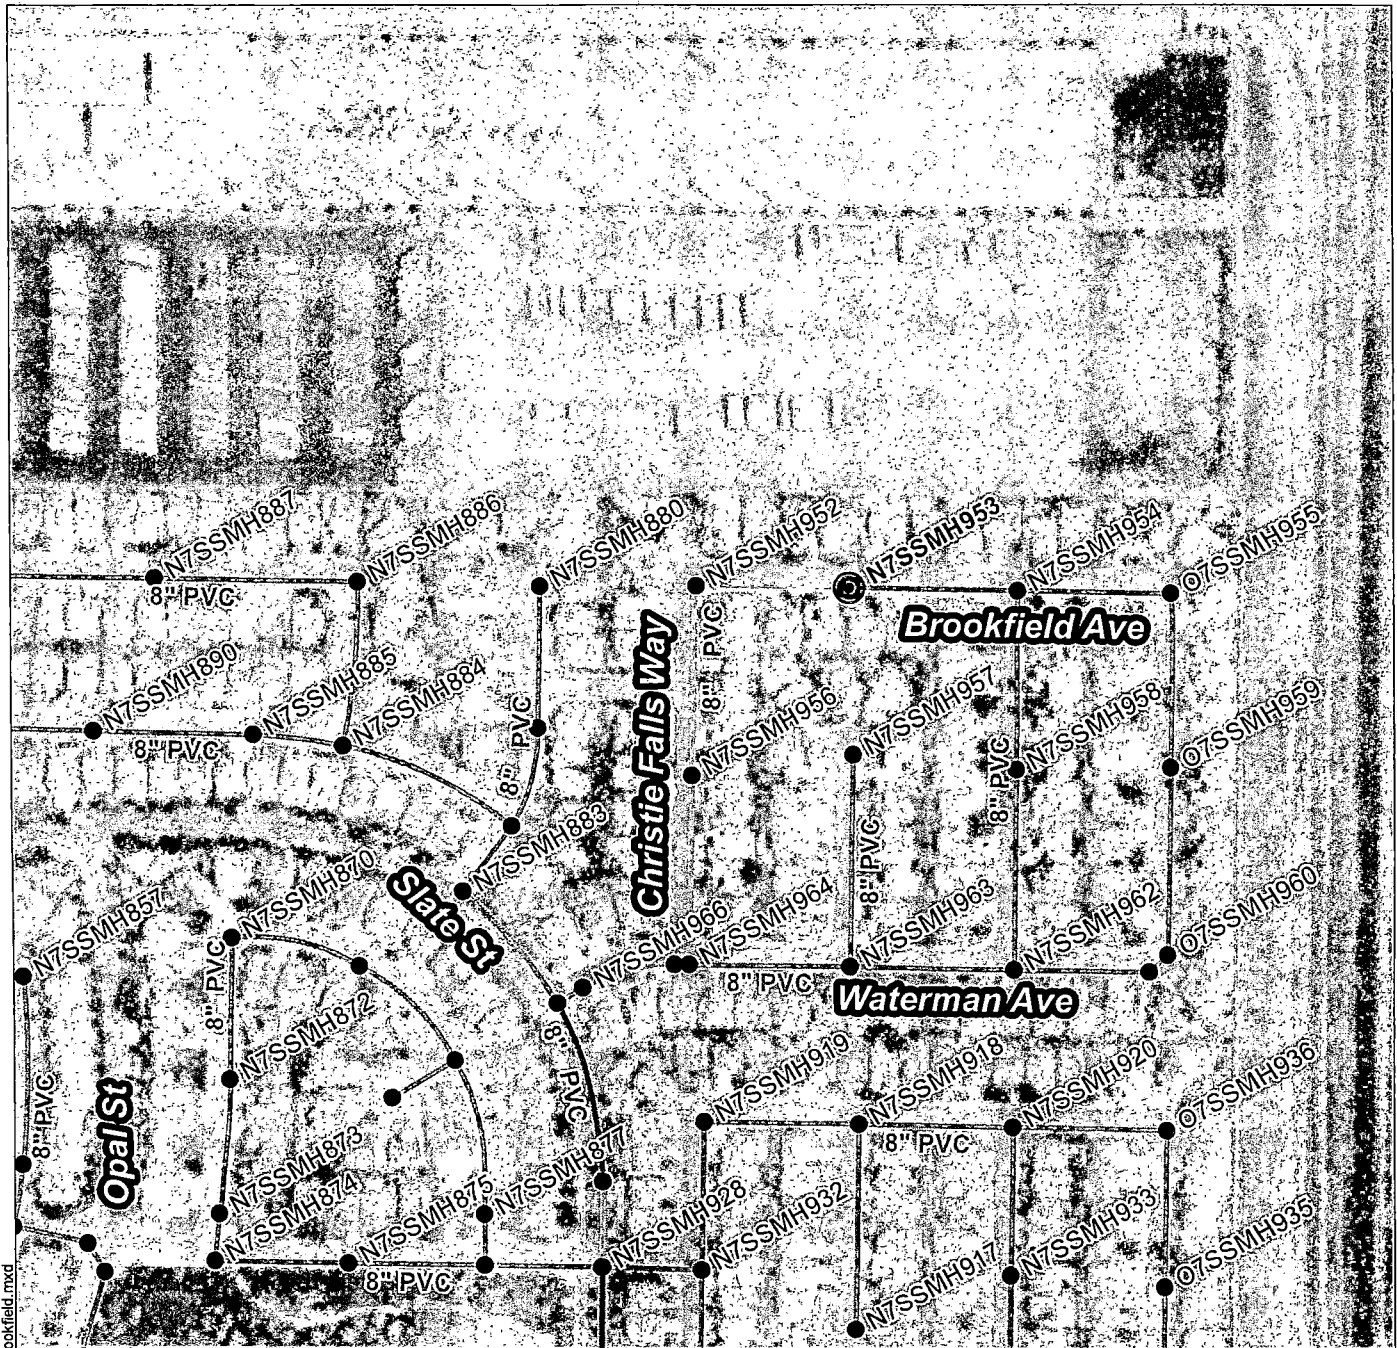 N7SSMH887
N7SSMH886
N7SSMH880
N7SSMH952
N7SSMH953
N7SSMH954
O7SSMH955
8" PVC
8" PVC
Brookfield Ave
Christie Falls Way
N7SSMH890
N7SSMH885
N7SSMH884
8" PVC
8" PVC
N7SSMH956
N7SSMH957
8" PVC
N7SSMH958
O7SSMH959
N7SSMH883
8" PVC
N7SSMH857
N7SSMH870
Slate St
N7SSMH966
N7SSMH964
N7SSMH963
N7SSMH962
O7SSMH960
8" PVC
8" PVC
Waterman Ave
N7SSMH872
8" PVC
N7SSMH919
N7SSMH918
N7SSMH920
O7SSMH936
8" PVC
8" PVC
Opal St
N7SSMH873
N7SSMH874
N7SSMH875
N7SSMH877
N7SSMH928
N7SSMH932
N7SSMH917
N7SSMH933
O7SSMH935
8" PVC
ookfield.mxd